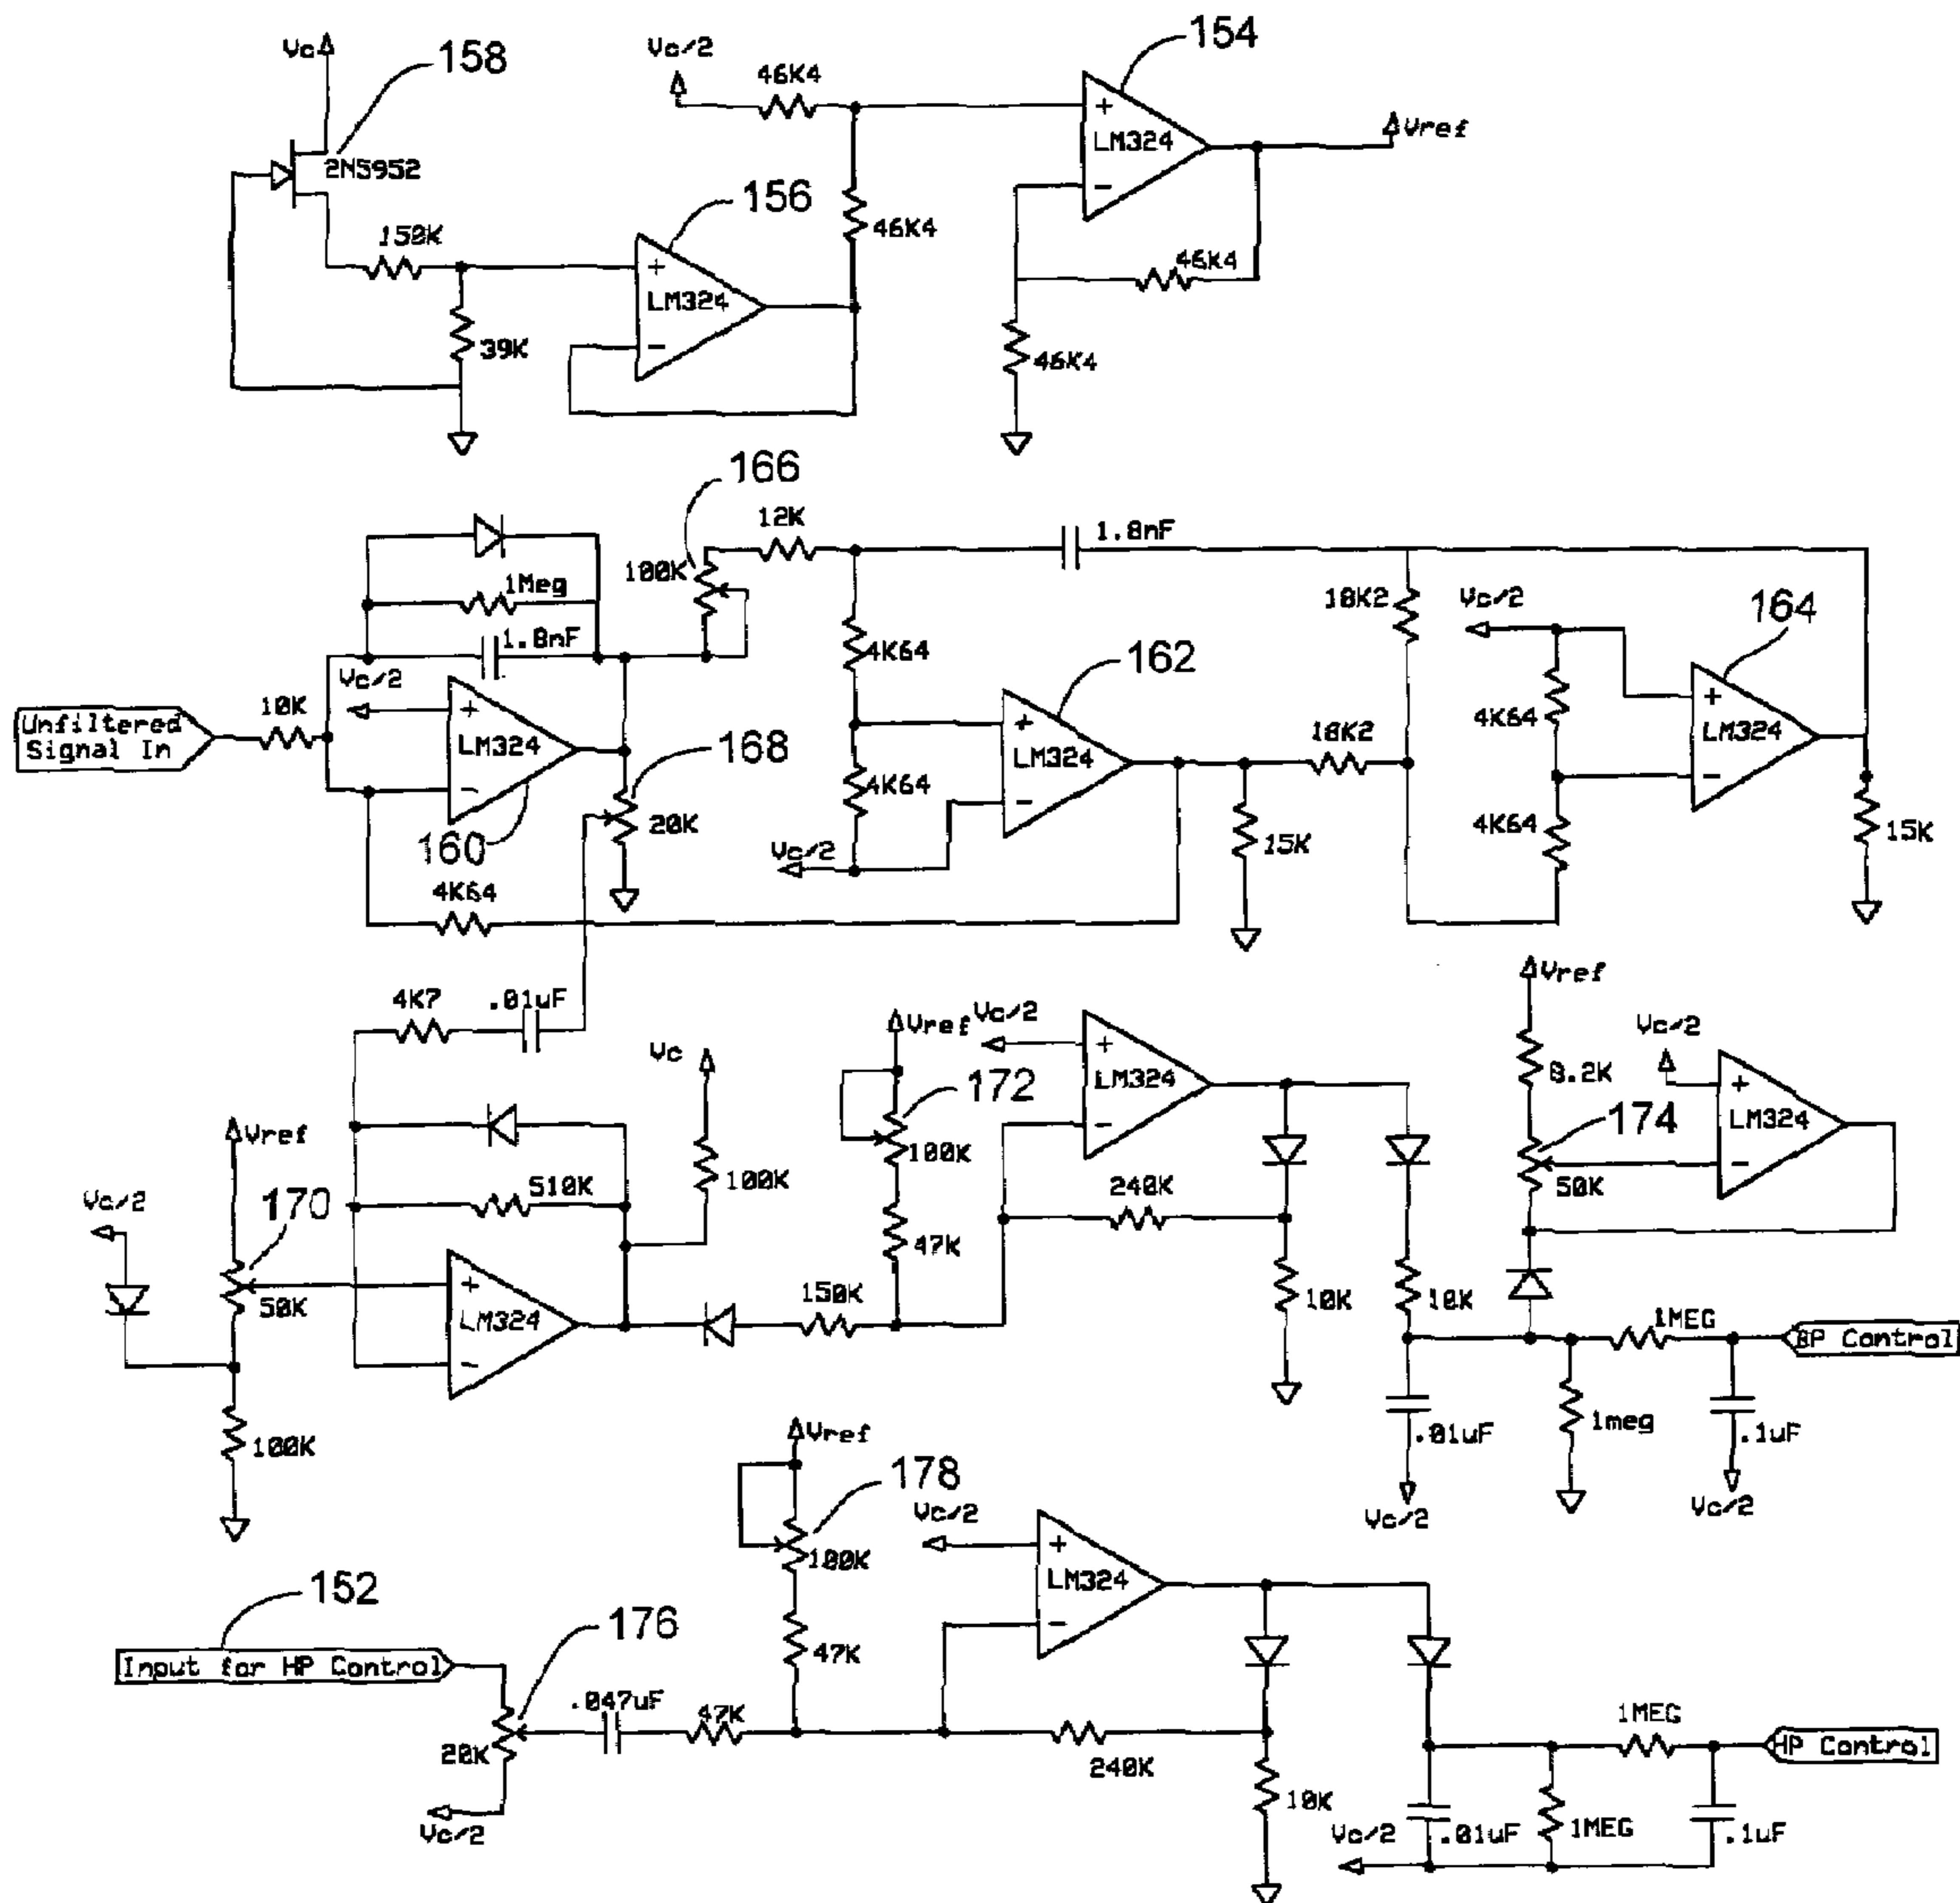 Vc
158
2N5952
150K
39K
156
LM324
Vc/2
46K4
46K4
154
LM324
Vref
46K4
46K4
166
12K
1.8nF
100K
1Meg
1.8nF
Vc/2
10K
Unfiltered
Signal In
LM324
160
168
20K
4K64
4K64
4K64
162
LM324
Vc/2
15K
18K2
18K2
Vc/2
164
4K64
4K64
LM324
15K
4K7
.01uF
Vc
100K
Vref
Vc/2
170
50K
100K
510K
LM324
Vref
172
100K
47K
150K
Vc/2
LM324
240K
10K
10K
Vref
8.2K
174
50K
Vc/2
LM324
1MEG
BP Control
.01uF
Vc/2
1meg
.1uF
Vc/2
152
Input for HP Control
176
20K
Vc/2
.047uF
47K
Vref
178
100K
47K
Vc/2
LM324
240K
10K
1MEG
HP Control
Vc/2
.01uF
1MEG
.1uF